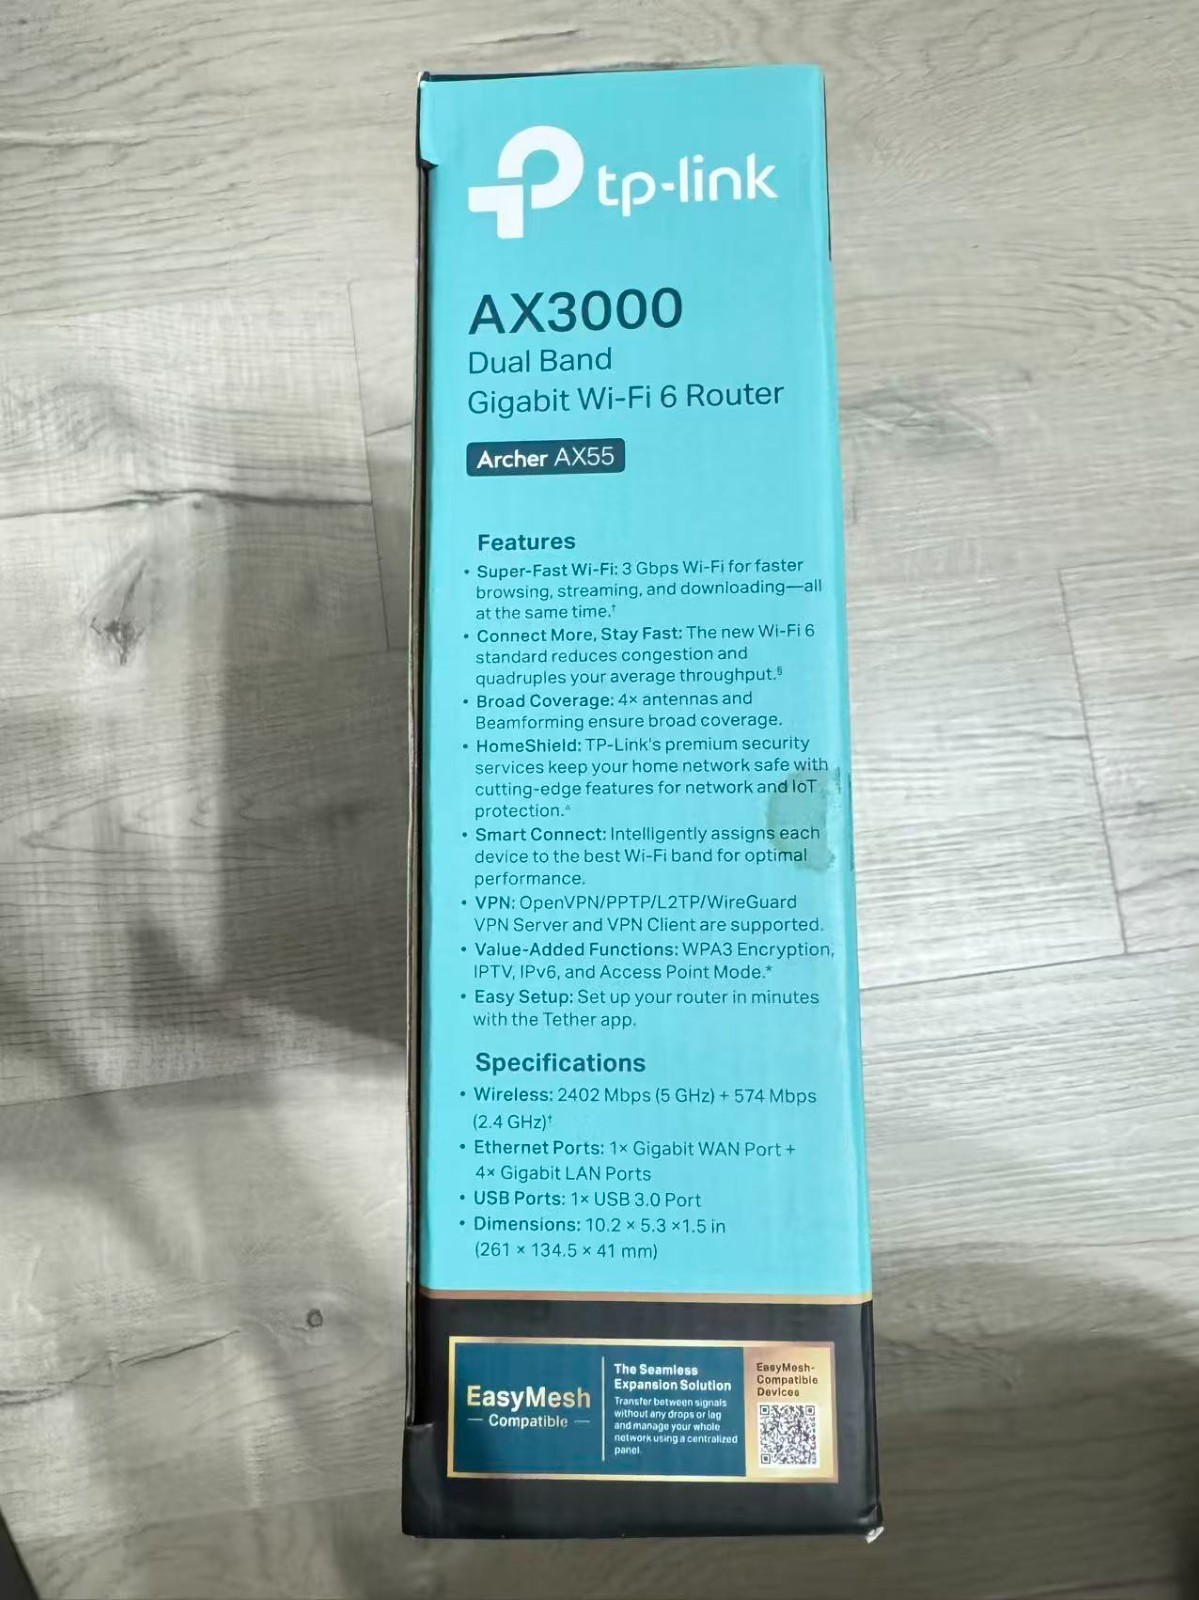 tp-link
AX3000
Dual Band
Gigabit Wi-Fi 6 Router
Archer AX55
Features
• Super-Fast Wi-Fi: 3 Gbps Wi-Fi for faster
browsing, streaming, and downloading—all
at the same time.†
• Connect More, Stay Fast: The new Wi-Fi 6
standard reduces congestion and
quadruples your average throughput.§
• Broad Coverage: 4× antennas and
Beamforming ensure broad coverage.
• HomeShield: TP-Link's premium security
services keep your home network safe with
cutting-edge features for network and IoT
protection.△
• Smart Connect: Intelligently assigns each
device to the best Wi-Fi band for optimal
performance.
• VPN: OpenVPN/PPTP/L2TP/WireGuard
VPN Server and VPN Client are supported.
• Value-Added Functions: WPA3 Encryption,
IPTV, IPv6, and Access Point Mode.*
• Easy Setup: Set up your router in minutes
with the Tether app.
Specifications
• Wireless: 2402 Mbps (5 GHz) + 574 Mbps
(2.4 GHz)†
• Ethernet Ports: 1× Gigabit WAN Port +
4× Gigabit LAN Ports
• USB Ports: 1× USB 3.0 Port
• Dimensions: 10.2 × 5.3 ×1.5 in
(261 × 134.5 × 41 mm)
EasyMesh
Compatible
The Seamless
Expansion Solution
Transfer between signals
without any drops or lag
and manage your whole
network using a centralized
panel.
EasyMesh-
Compatible
Devices